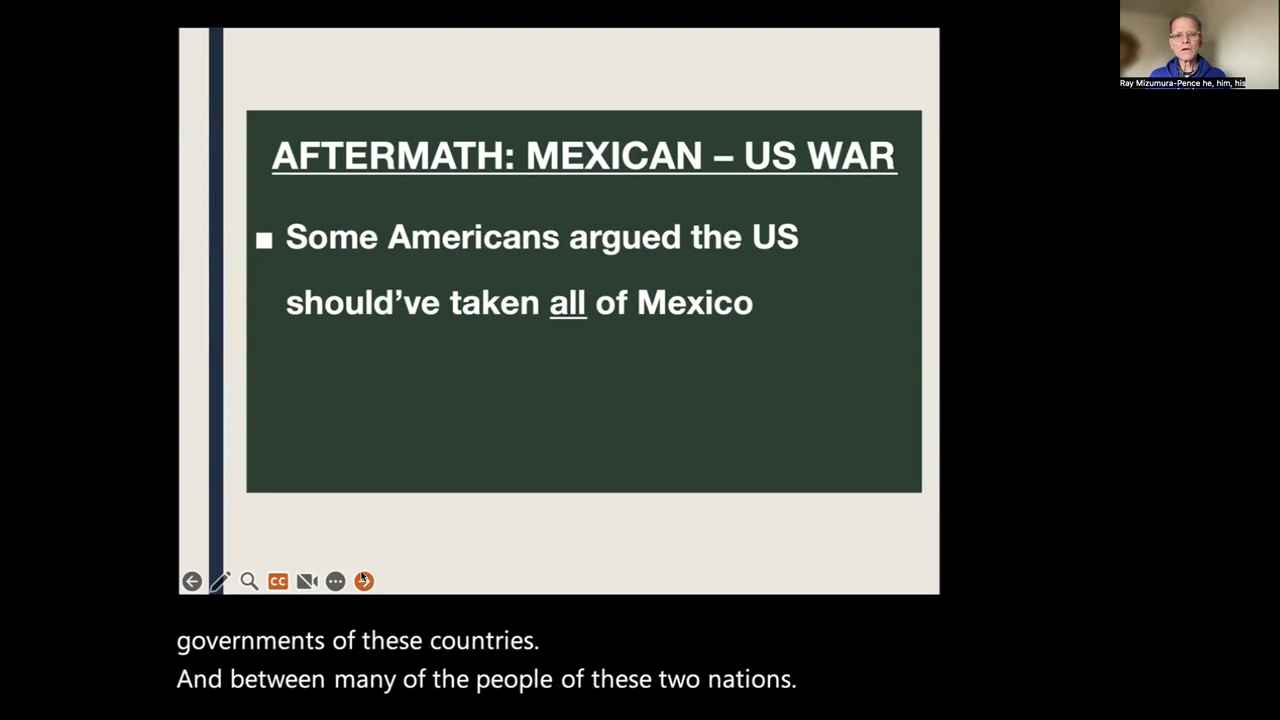 Ray Mizumura-Pence he, him, his
AFTERMATH: MEXICAN – US WAR
■ Some Americans argued the US
should’ve taken all of Mexico
CC
governments of these countries.
And between many of the people of these two nations.